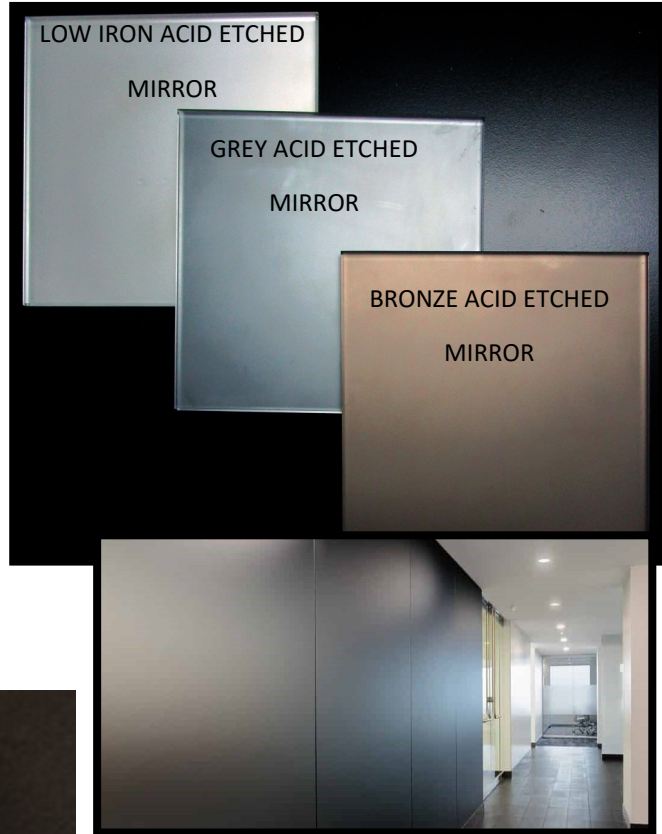 LOW IRON ACID ETCHED
MIRROR
GREY ACID ETCHED
MIRROR
BRONZE ACID ETCHED
MIRROR